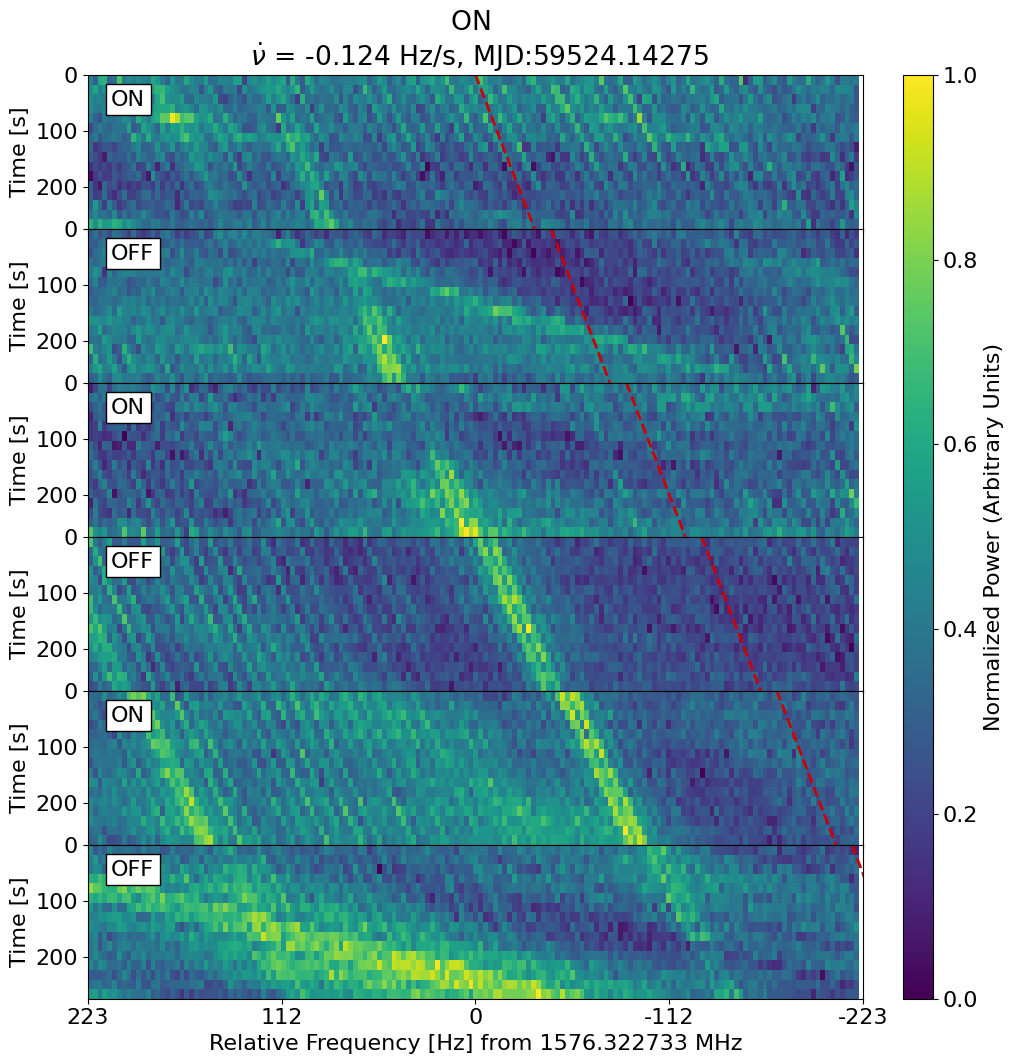 ON
ν̇ = -0.124 Hz/s, MJD:59524.14275
0
ON
100
Time [s]
200
0
OFF
100
Time [s]
200
0
ON
100
Time [s]
200
0
OFF
100
Time [s]
200
0
ON
100
Time [s]
200
0
OFF
100
Time [s]
200
223 112 0 -112 -223
Relative Frequency [Hz] from 1576.322733 MHz
1.0
0.8
0.6
0.4
0.2
0.0
Normalized Power (Arbitrary Units)